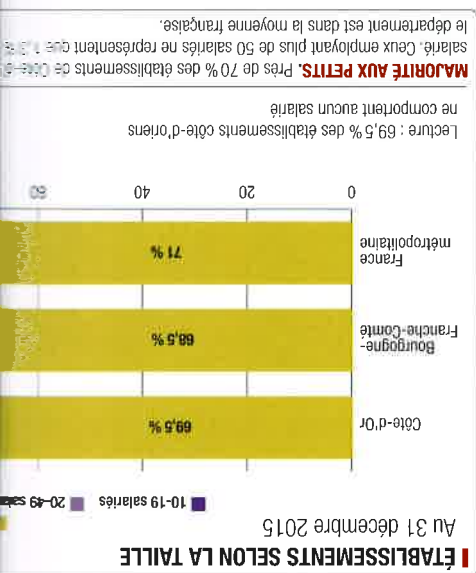 ÉTABLISSEMENTS SELON LA TAILLE
Au 31 décembre 2015
10-19 salariés 20-49
Côte-d'Or
69,5 %
Bourgogne-
Franche-Comté
68,5 %
France
métropolitaine
71 %
0 20 40 60
Lecture : 69,5 % des établissements côte-d'oriens
ne comportent aucun salarié
MAJORITÉ AUX PETITS. Près de 70 % des établissements de
salarié. Ceux employant plus de 50 salariés ne représentent que
le département est dans la moyenne française.